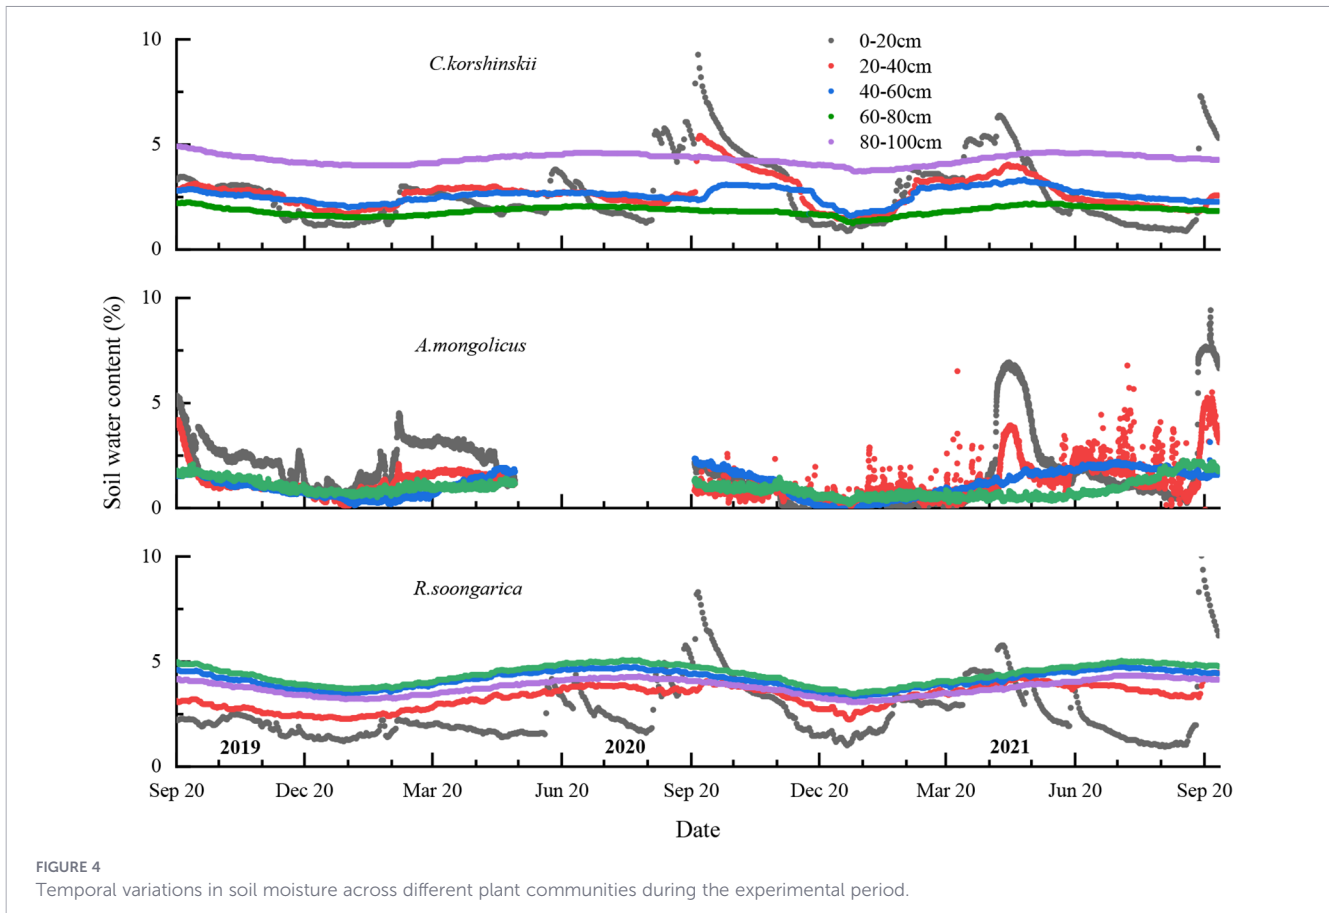 10
C.korshinskii
0-20cm
20-40cm
40-60cm
60-80cm
80-100cm
5
0
10
A.mongolicus
5
0
Soil water content (%)
10
R.soongarica
5
2019
2020
2021
0
Sep 20
Dec 20
Mar 20
Jun 20
Sep 20
Dec 20
Mar 20
Jun 20
Sep 20
Date
FIGURE 4
Temporal variations in soil moisture across different plant communities during the experimental period.